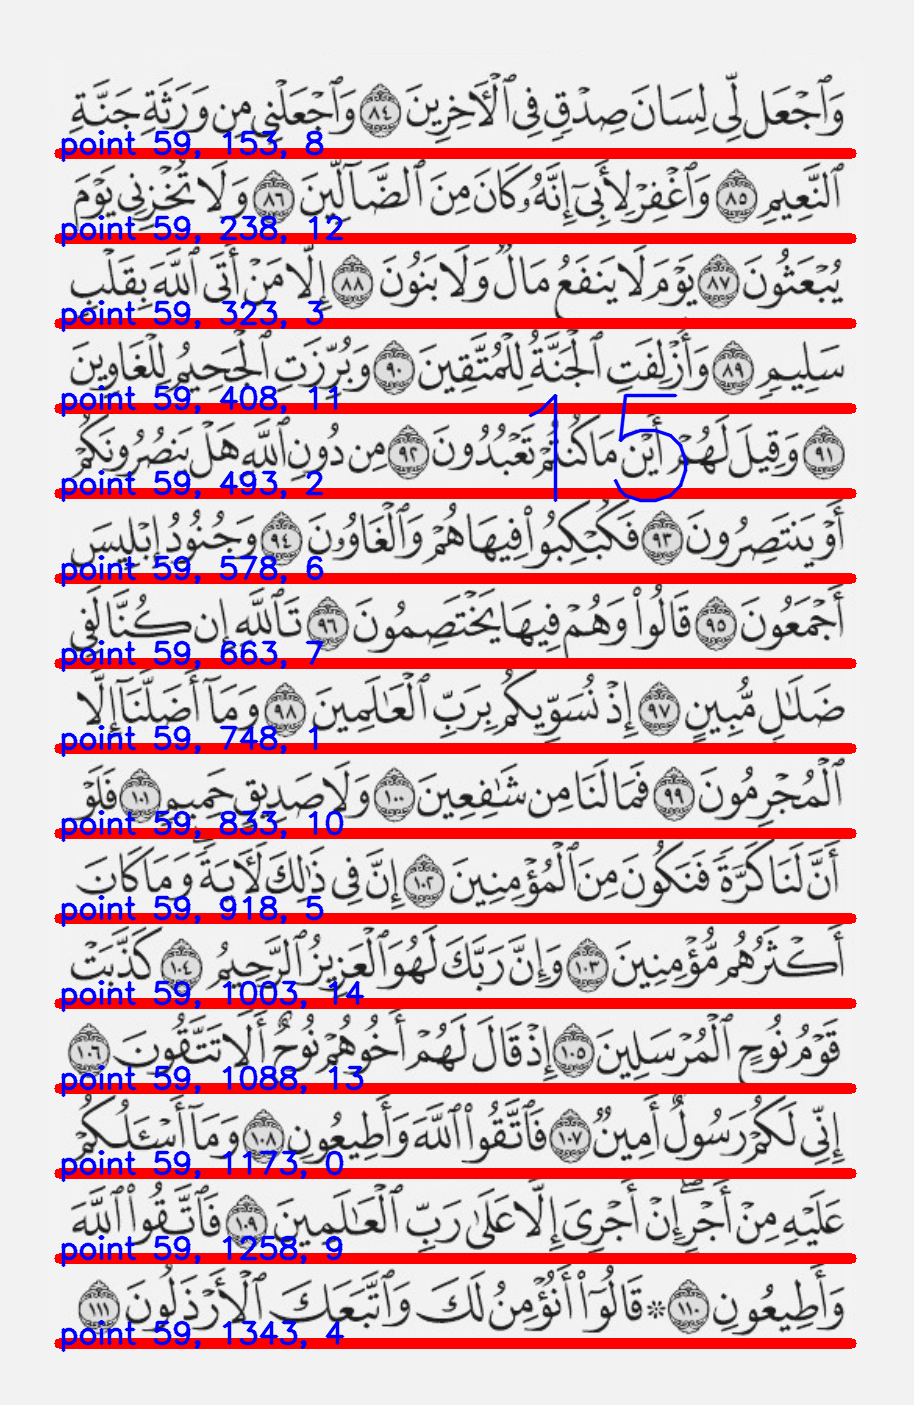 وَٱجْعَل لِّى لِسَانَ صِدْقٍ فِى ٱلْـَٔاخِرِينَ ٨٤ وَٱجْعَلْنِى مِن وَرَثَةِ جَنَّةِ
point 59, 153, 8
ٱلنَّعِيمِ ٨٥ وَٱغْفِرْ لِأَبِىٓ إِنَّهُۥ كَانَ مِنَ ٱلضَّآلِّينَ ٨٦ وَلَا تُخْزِنِى يَوْمَ
point 59, 238, 12
يُبْعَثُونَ ٨٧ يَوْمَ لَا يَنفَعُ مَالٌ وَلَا بَنُونَ ٨٨ إِلَّا مَنْ أَتَى ٱللَّهَ بِقَلْبٍ
point 59, 323, 3
سَلِيمٍ ٨٩ وَأُزْلِفَتِ ٱلْجَنَّةُ لِلْمُتَّقِينَ ٩٠ وَبُرِّزَتِ ٱلْجَحِيمُ لِلْغَاوِينَ
point 59, 408, 11
15
٩١ وَقِيلَ لَهُمْ أَيْنَ مَا كُنتُمْ تَعْبُدُونَ ٩٢ مِن دُونِ ٱللَّهِ هَلْ يَنصُرُونَكُمْ
point 59, 493, 2
أَوْ يَنتَصِرُونَ ٩٣ فَكُبْكِبُوا۟ فِيهَا هُمْ وَٱلْغَاوُۥنَ ٩٤ وَجُنُودُ إِبْلِيسَ
point 59, 578, 6
أَجْمَعُونَ ٩٥ قَالُوا۟ وَهُمْ فِيهَا يَخْتَصِمُونَ ٩٦ تَٱللَّهِ إِن كُنَّا لَفِى
point 59, 663, 7
ضَلَٰلٍ مُّبِينٍ ٩٧ إِذْ نُسَوِّيكُم بِرَبِّ ٱلْعَٰلَمِينَ ٩٨ وَمَآ أَضَلَّنَآ إِلَّا
point 59, 748, 1
ٱلْمُجْرِمُونَ ٩٩ فَمَا لَنَا مِن شَٰفِعِينَ ١٠٠ وَلَا صَدِيقٍ حَمِيمٍ ١٠١ فَلَوْ
point 59, 833, 10
أَنَّ لَنَا كَرَّةً فَنَكُونَ مِنَ ٱلْمُؤْمِنِينَ ١٠٢ إِنَّ فِى ذَٰلِكَ لَـَٔايَةً ۖ وَمَا كَانَ
point 59, 918, 5
أَكْثَرُهُم مُّؤْمِنِينَ ١٠٣ وَإِنَّ رَبَّكَ لَهُوَ ٱلْعَزِيزُ ٱلرَّحِيمُ ١٠٤ كَذَّبَتْ
point 59, 1003, 14
قَوْمُ نُوحٍ ٱلْمُرْسَلِينَ ١٠٥ إِذْ قَالَ لَهُمْ أَخُوهُمْ نُوحٌ أَلَا تَتَّقُونَ ١٠٦
point 59, 1088, 13
إِنِّى لَكُمْ رَسُولٌ أَمِينٌ ١٠٧ فَٱتَّقُوا۟ ٱللَّهَ وَأَطِيعُونِ ١٠٨ وَمَآ أَسْـَٔلُكُمْ
point 59, 1173, 0
عَلَيْهِ مِنْ أَجْرٍ ۖ إِنْ أَجْرِىَ إِلَّا عَلَىٰ رَبِّ ٱلْعَٰلَمِينَ ١٠٩ فَٱتَّقُوا۟ ٱللَّهَ
point 59, 1258, 9
وَأَطِيعُونِ ١١٠ ۞ قَالُوٓا۟ أَنُؤْمِنُ لَكَ وَٱتَّبَعَكَ ٱلْأَرْذَلُونَ ١١١
point 59, 1343, 4